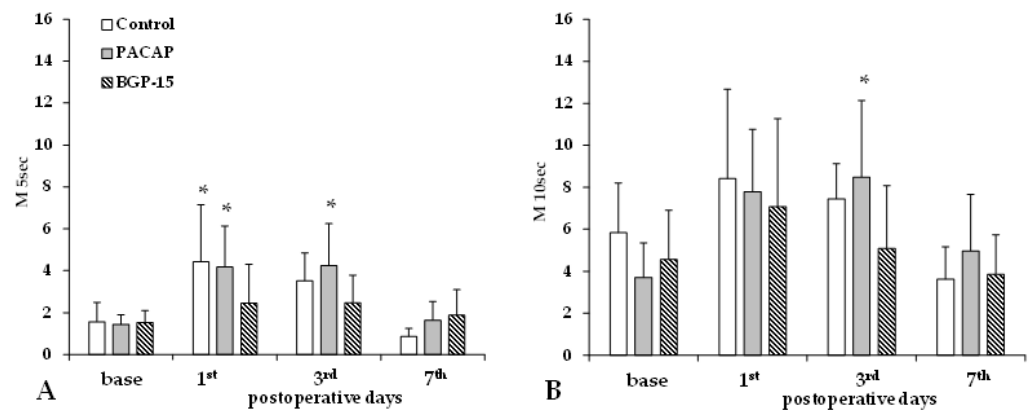 16
14
12
10
8
6
4
2
0
M 5sec
Control
PACAP
BGP-15
* * *
base 1st 3rd 7th
postoperative days
A
16
14
12
10
8
6
4
2
0
M 10sec
*
base 1st 3rd 7th
postoperative days
B